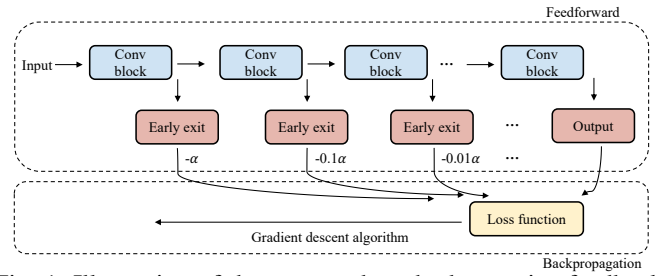 Feedforward
Input
Conv block
Conv block
Conv block
...
Conv block
Early exit
Early exit
Early exit
...
Output
-α
-0.1α
-0.01α
...
Loss function
Gradient descent algorithm
Backpropagation